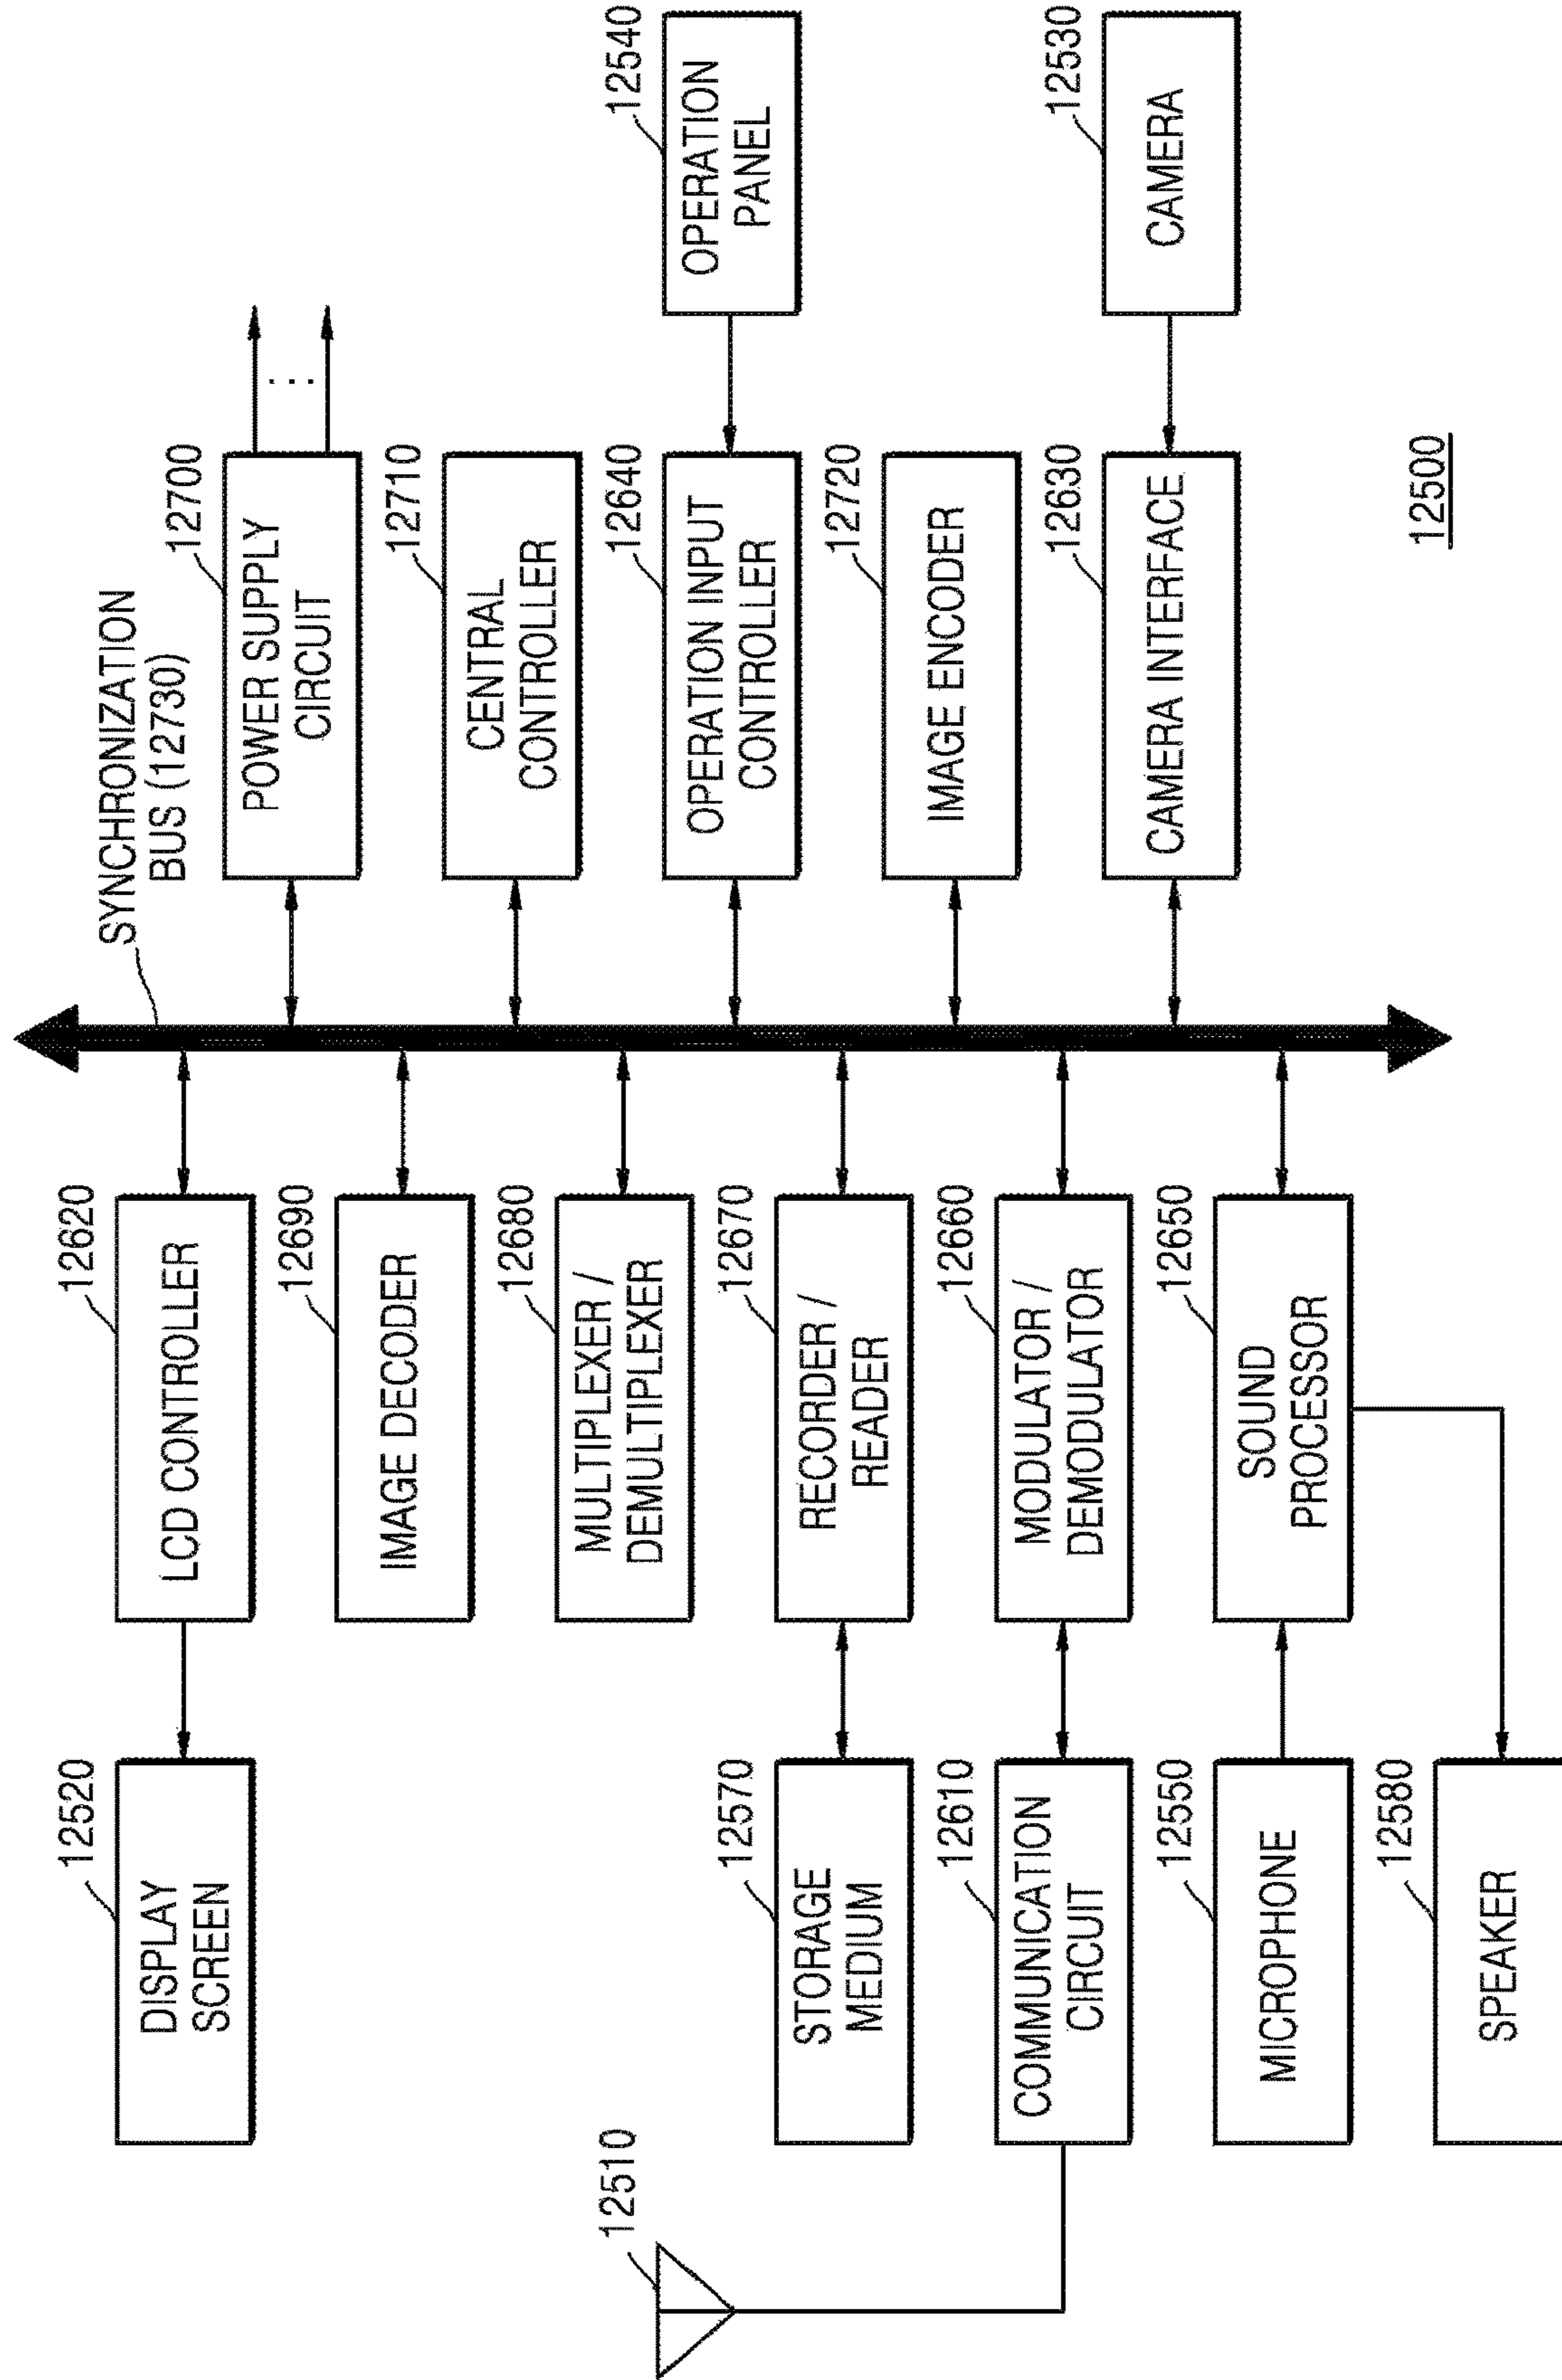 12500
12510
12520
DISPLAY
SCREEN
12620
LCD CONTROLLER
SYNCHRONIZATION
BUS (12730)
12700
POWER SUPPLY
CIRCUIT
...
12690
IMAGE DECODER
12710
CENTRAL
CONTROLLER
12680
MULTIPLEXER /
DEMULTIPLEXER
12640
OPERATION INPUT
CONTROLLER
12540
OPERATION
PANEL
12570
STORAGE
MEDIUM
12670
RECORDER /
READER
12720
IMAGE ENCODER
12610
COMMUNICATION
CIRCUIT
12660
MODULATOR /
DEMODULATOR
12630
CAMERA INTERFACE
12530
CAMERA
12550
MICROPHONE
12650
SOUND
PROCESSOR
12580
SPEAKER